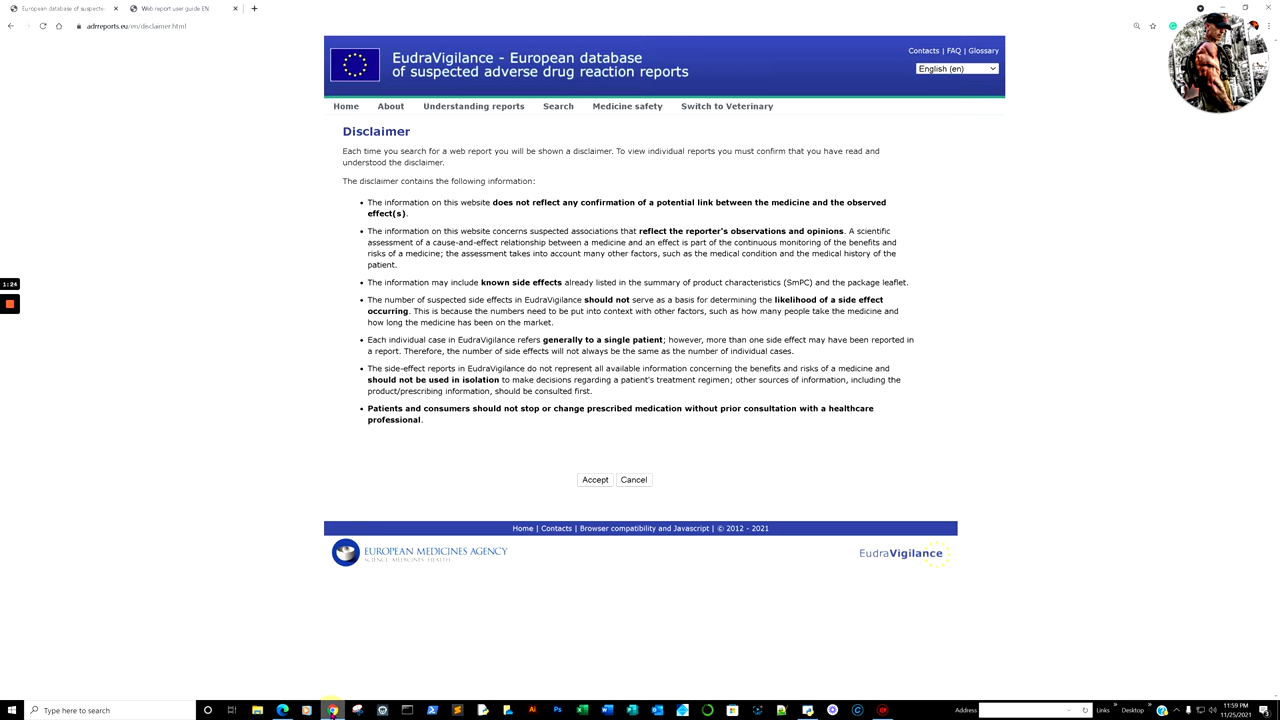 European database of suspecte
Web report user guide EN
adrreports.eu/en/disclaimer.html
EudraVigilance - European database
of suspected adverse drug reaction reports
Contacts | FAQ | Glossary
English (en)
Home About Understanding reports Search Medicine safety Switch to Veterinary
Disclaimer
Each time you search for a web report you will be shown a disclaimer. To view individual reports you must confirm that you have read and
understood the disclaimer.
The disclaimer contains the following information:
• The information on this website does not reflect any confirmation of a potential link between the medicine and the observed
effect(s).
• The information on this website concerns suspected associations that reflect the reporter's observations and opinions. A scientific
assessment of a cause-and-effect relationship between a medicine and an effect is part of the continuous monitoring of the benefits and
risks of a medicine; the assessment takes into account many other factors, such as the medical condition and the medical history of the
patient.
• The information may include known side effects already listed in the summary of product characteristics (SmPC) and the package leaflet.
• The number of suspected side effects in EudraVigilance should not serve as a basis for determining the likelihood of a side effect
occurring. This is because the numbers need to be put into context with other factors, such as how many people take the medicine and
how long the medicine has been on the market.
• Each individual case in EudraVigilance refers generally to a single patient; however, more than one side effect may have been reported in
a report. Therefore, the number of side effects will not always be the same as the number of individual cases.
• The side-effect reports in EudraVigilance do not represent all available information concerning the benefits and risks of a medicine and
should not be used in isolation to make decisions regarding a patient's treatment regimen; other sources of information, including the
product/prescribing information, should be consulted first.
• Patients and consumers should not stop or change prescribed medication without prior consultation with a healthcare
professional.
1:24
Accept Cancel
Home | Contacts | Browser compatibility and Javascript | © 2012 - 2021
EUROPEAN MEDICINES AGENCY
SCIENCE MEDICINES HEALTH
EudraVigilance
Type here to search
Address
Links
Desktop
11:59 PM
11/25/2021